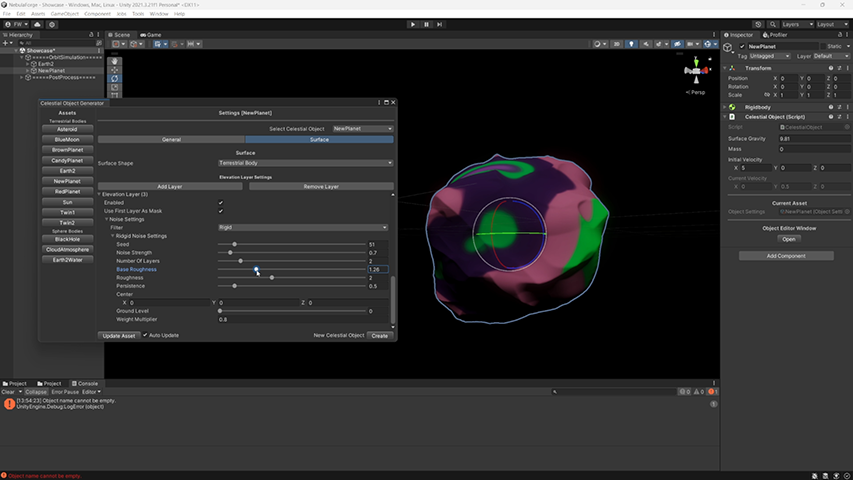 NebulaForge - Showcase - Windows, Mac, Linux - Unity 2021.3.21f1 Personal* <DX11>
File Edit Assets GameObject Component Jobs Tools Window Help
FW Layers Layout
Hierarchy Scene Game Inspector Profiler
All
Showcase*
=====OrbitSimulation=====
Earth2
NewPlanet
=====PostProcess=====
2D
< Persp
Celestial Object Generator
Assets Settings [NewPlanet]
Terrestrial Bodies
Asteroid
BlueMoon
BrownPlanet
CandyPlanet
Earth2
NewPlanet
RedPlanet
Sun
Twin1
Twin2
Sphere Bodies
BlackHole
CloudAtmosphere
Earth2Water
Select Celestial Object NewPlanet
General Surface
Surface
Surface Shape Terrestrial Body
Elevation Layer Settings
Add Layer Remove Layer
Elevation Layer (3)
Enabled
Use First Layer As Mask
Noise Settings
Filter Rigid
Ridgid Noise Settings
Seed 51
Noise Strength 0.7
Number Of Layers 2
Base Roughness 1.26
Roughness 2
Persistence 0.5
Center
X 0 Y 0 Z 0
Ground Level 0
Weight Multiplier 0.8
Update Asset Auto Update New Celestial Object Create
NewPlanet Static
Tag Untagged Layer Default
Transform
Position X 0 Y 0 Z 0
Rotation X 0 Y 0 Z 0
Scale X 1 Y 1 Z 1
Rigidbody
Celestial Object (Script)
Script CelestialObject
Surface Gravity 9.81
Mass 0
Initial Velocity
X 5 Y 0 Z 0
Current Velocity
X 0 Y 0.5 Z 0
Current Asset
Object Settings NewPlanet (Object Sett
Object Editor Window
Open
Add Component
Project Project Console
Clear Collapse Error Pause Editor 0 0 1
[13:54:23] Object name cannot be empty.
UnityEngine.Debug:LogError (object)
1
Object name cannot be empty.